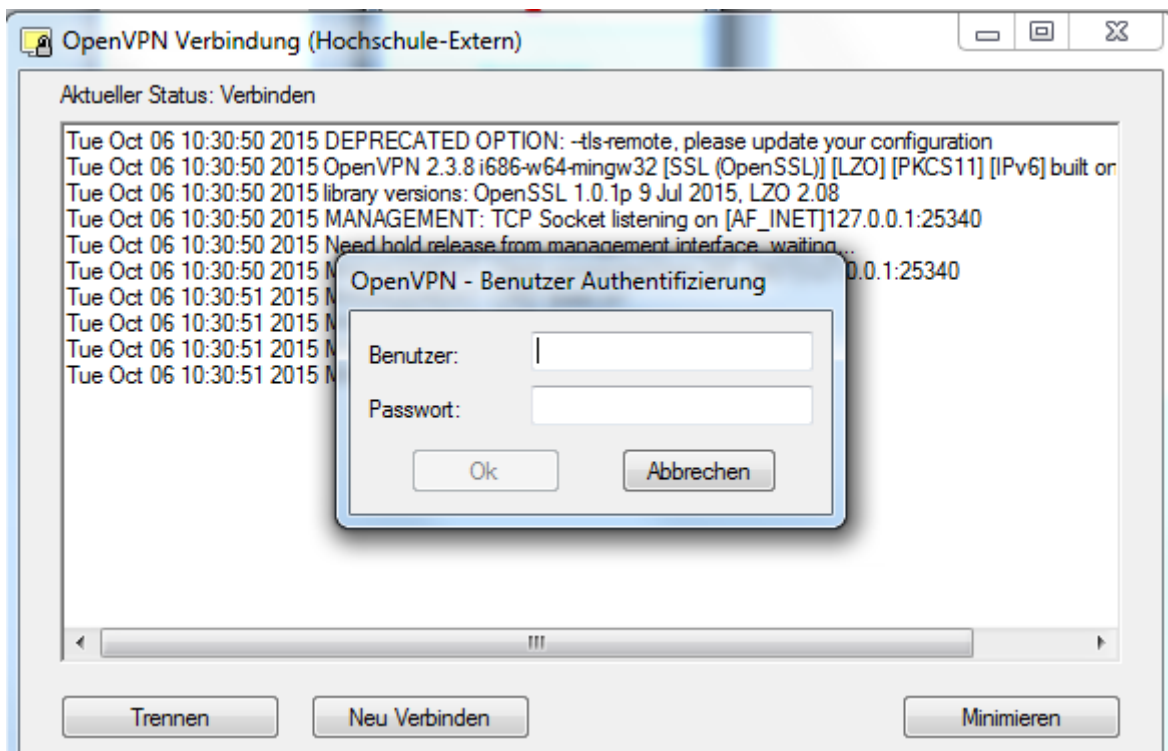 OpenVPN Verbindung (Hochschule-Extern)
Aktueller Status: Verbinden
Tue Oct 06 10:30:50 2015 DEPRECATED OPTION: --tls-remote, please update your configuration
Tue Oct 06 10:30:50 2015 OpenVPN 2.3.8 i686-w64-mingw32 [SSL (OpenSSL)] [LZO] [PKCS11] [IPv6] built on
Tue Oct 06 10:30:50 2015 library versions: OpenSSL 1.0.1p 9 Jul 2015, LZO 2.08
Tue Oct 06 10:30:50 2015 MANAGEMENT: TCP Socket listening on [AF_INET]127.0.0.1:25340
Tue Oct 06 10:30:50 2015 Need hold release from management interface, waiting...
Tue Oct 06 10:30:50 2015 0.0.1:25340
Tue Oct 06 10:30:51 2015
Tue Oct 06 10:30:51 2015
Tue Oct 06 10:30:51 2015
Tue Oct 06 10:30:51 2015
OpenVPN - Benutzer Authentifizierung
Benutzer:
Passwort:
Ok Abbrechen
Trennen Neu Verbinden Minimieren